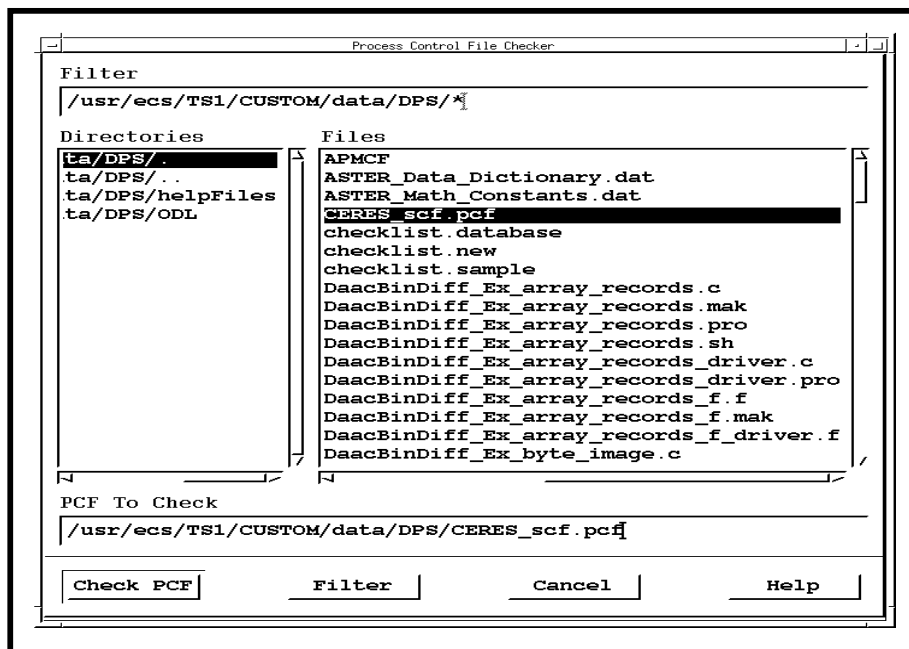 Process Control File Checker
Filter
/usr/ecs/TS1/CUSTOM/data/DPS/*
Directories
ta/DPS/.
ta/DPS/..
ta/DPS/helpFiles
ta/DPS/ODL
Files
APMCF
ASTER_Data_Dictionary.dat
ASTER_Math_Constants.dat
CERES_scf.pcf
checklist.database
checklist.new
checklist.sample
DaacBinDiff_Ex_array_records.c
DaacBinDiff_Ex_array_records.mak
DaacBinDiff_Ex_array_records.pro
DaacBinDiff_Ex_array_records.sh
DaacBinDiff_Ex_array_records_driver.c
DaacBinDiff_Ex_array_records_driver.pro
DaacBinDiff_Ex_array_records_f.f
DaacBinDiff_Ex_array_records_f.mak
DaacBinDiff_Ex_array_records_f_driver.f
DaacBinDiff_Ex_byte_image.c
PCF To Check
/usr/ecs/TS1/CUSTOM/data/DPS/CERES_scf.pcf
Check PCF
Filter
Cancel
Help